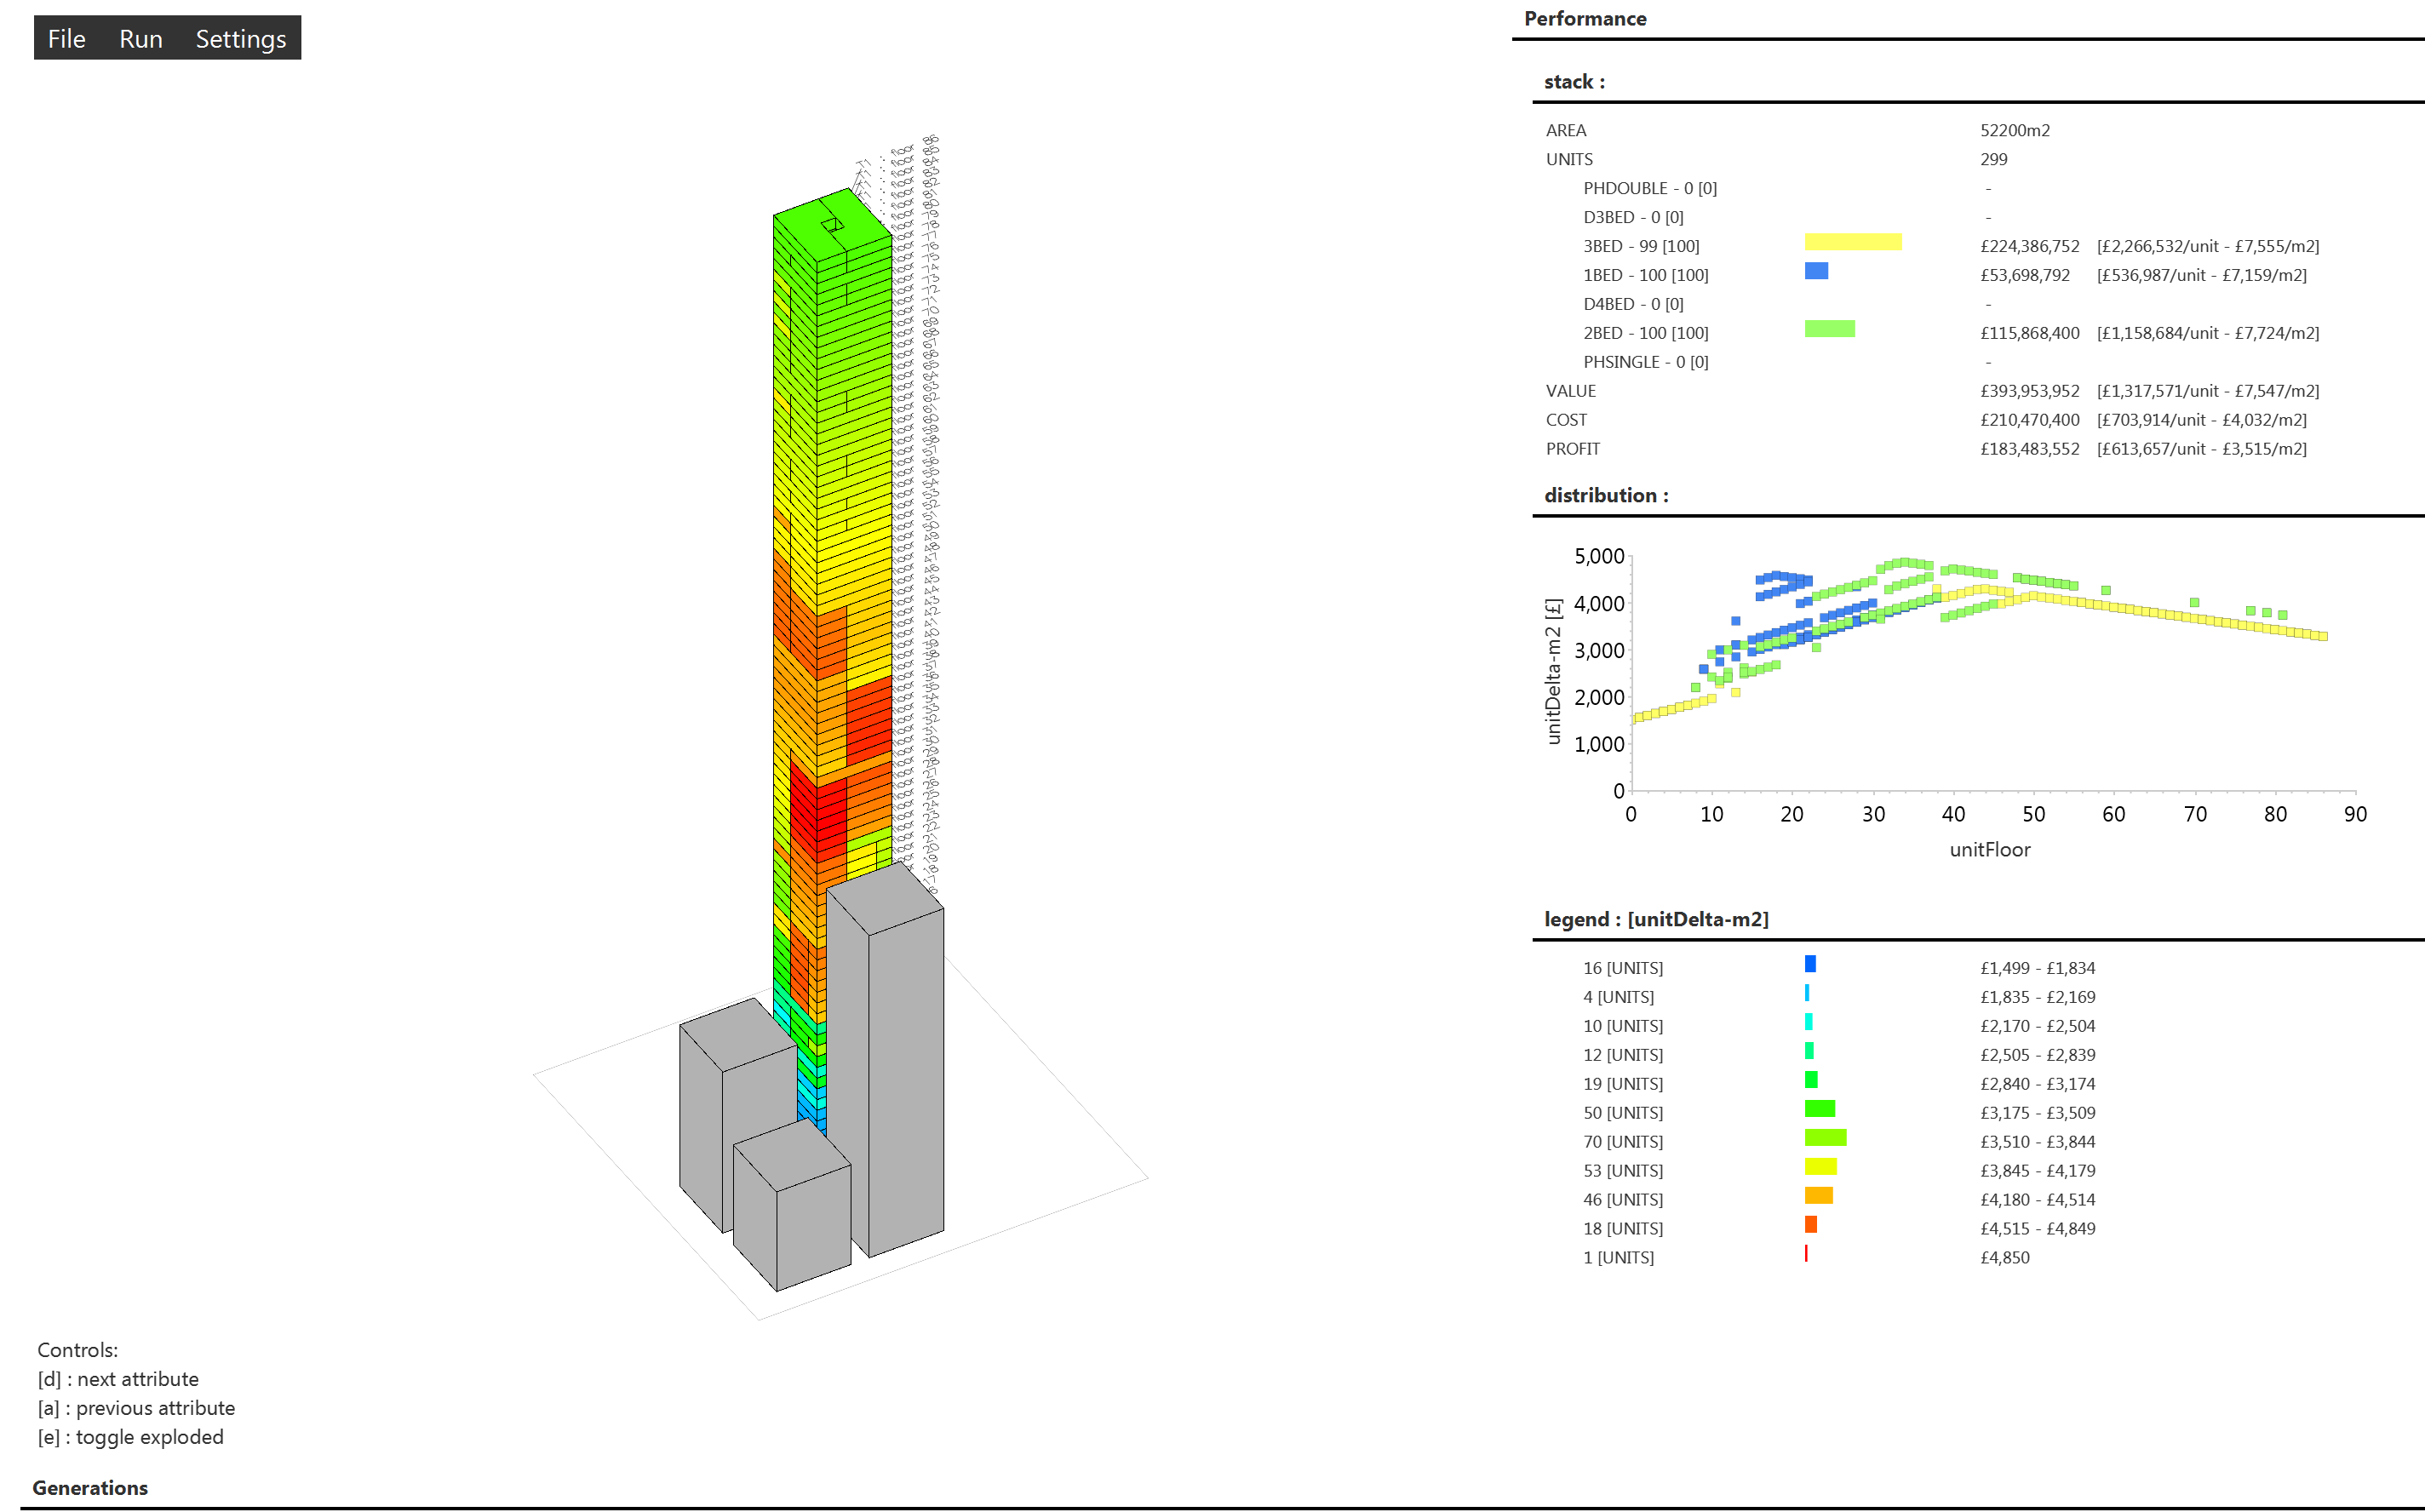 File Run Settings
Performance
stack :
AREA 52200m2
UNITS 299
PHDOUBLE - 0 [0] -
D3BED - 0 [0] -
3BED - 99 [100] £224,386,752 [£2,266,532/unit - £7,555/m2]
1BED - 100 [100] £53,698,792 [£536,987/unit - £7,159/m2]
D4BED - 0 [0] -
2BED - 100 [100] £115,868,400 [£1,158,684/unit - £7,724/m2]
PHSINGLE - 0 [0] -
VALUE £393,953,952 [£1,317,571/unit - £7,547/m2]
COST £210,470,400 [£703,914/unit - £4,032/m2]
PROFIT £183,483,552 [£613,657/unit - £3,515/m2]
distribution :
unitDelta-m2 [£]
5,000
4,000
3,000
2,000
1,000
0
0 10 20 30 40 50 60 70 80 90
unitFloor
legend : [unitDelta-m2]
16 [UNITS] £1,499 - £1,834
4 [UNITS] £1,835 - £2,169
10 [UNITS] £2,170 - £2,504
12 [UNITS] £2,505 - £2,839
19 [UNITS] £2,840 - £3,174
50 [UNITS] £3,175 - £3,509
70 [UNITS] £3,510 - £3,844
53 [UNITS] £3,845 - £4,179
46 [UNITS] £4,180 - £4,514
18 [UNITS] £4,515 - £4,849
1 [UNITS] £4,850
Controls:
[d] : next attribute
[a] : previous attribute
[e] : toggle exploded
Generations